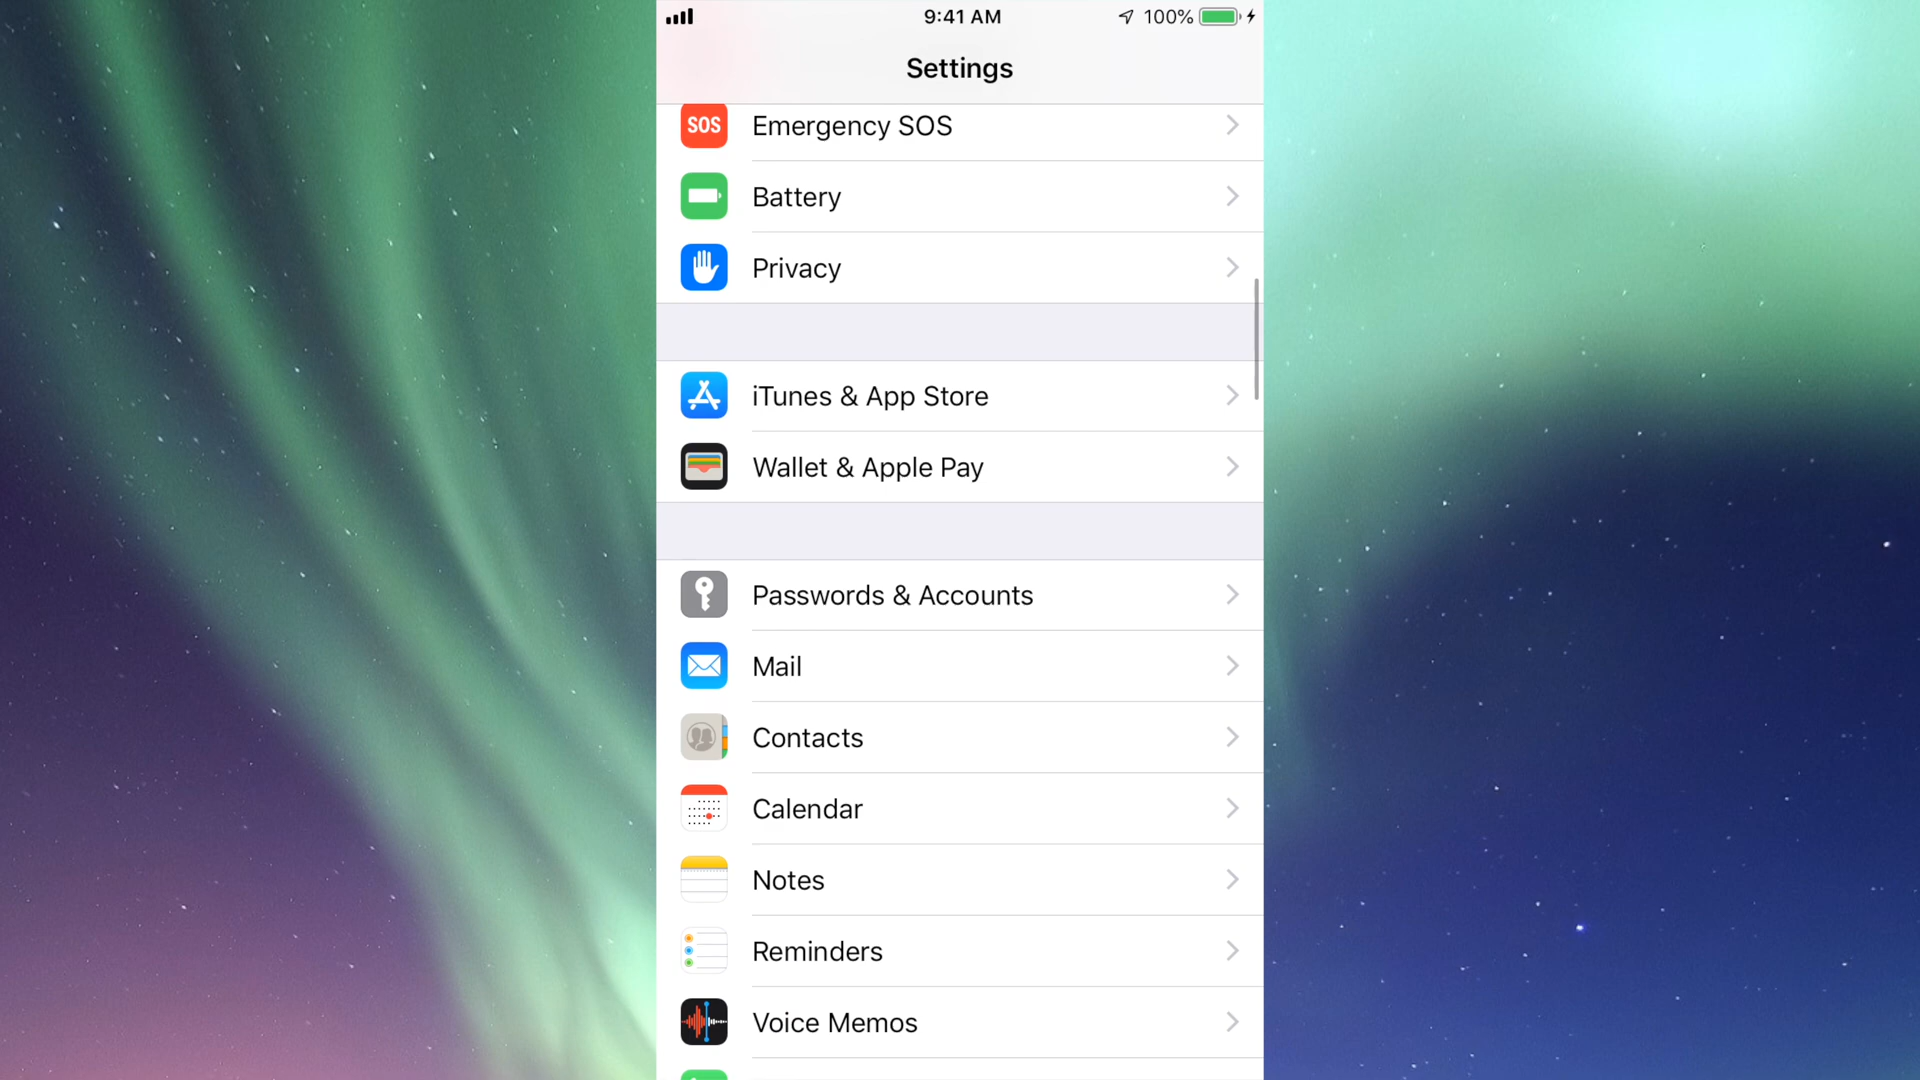 9:41 AM 100%
Settings
SOS Emergency SOS
Battery
Privacy
iTunes & App Store
Wallet & Apple Pay
Passwords & Accounts
Mail
Contacts
Calendar
Notes
Reminders
Voice Memos